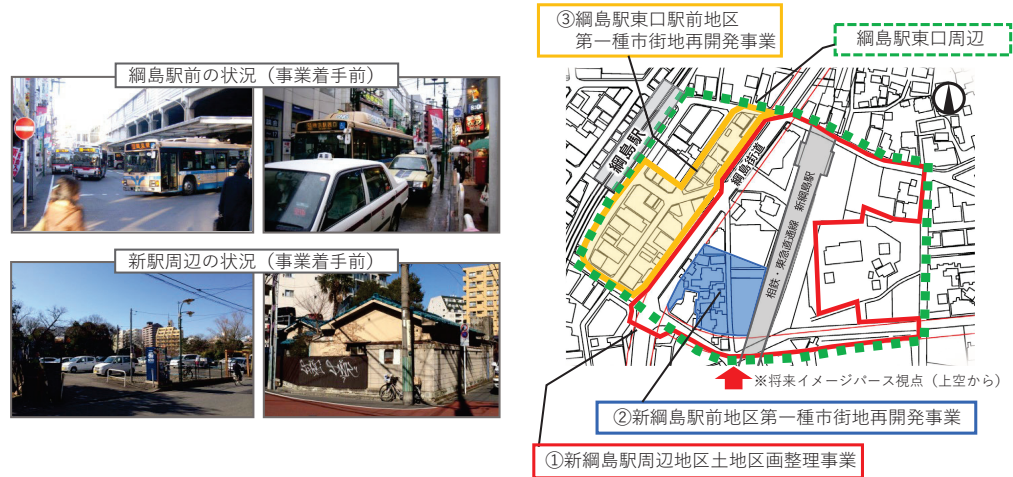 綱島駅前の状況（事業着手前）
新駅周辺の状況（事業着手前）
③綱島駅東口駅前地区
第一種市街地再開発事業
綱島駅東口周辺
綱島駅
綱島街道
相鉄・東急直通線 新綱島駅
※将来イメージパース視点（上空から）
②新綱島駅前地区第一種市街地再開発事業
①新綱島駅周辺地区土地区画整理事業